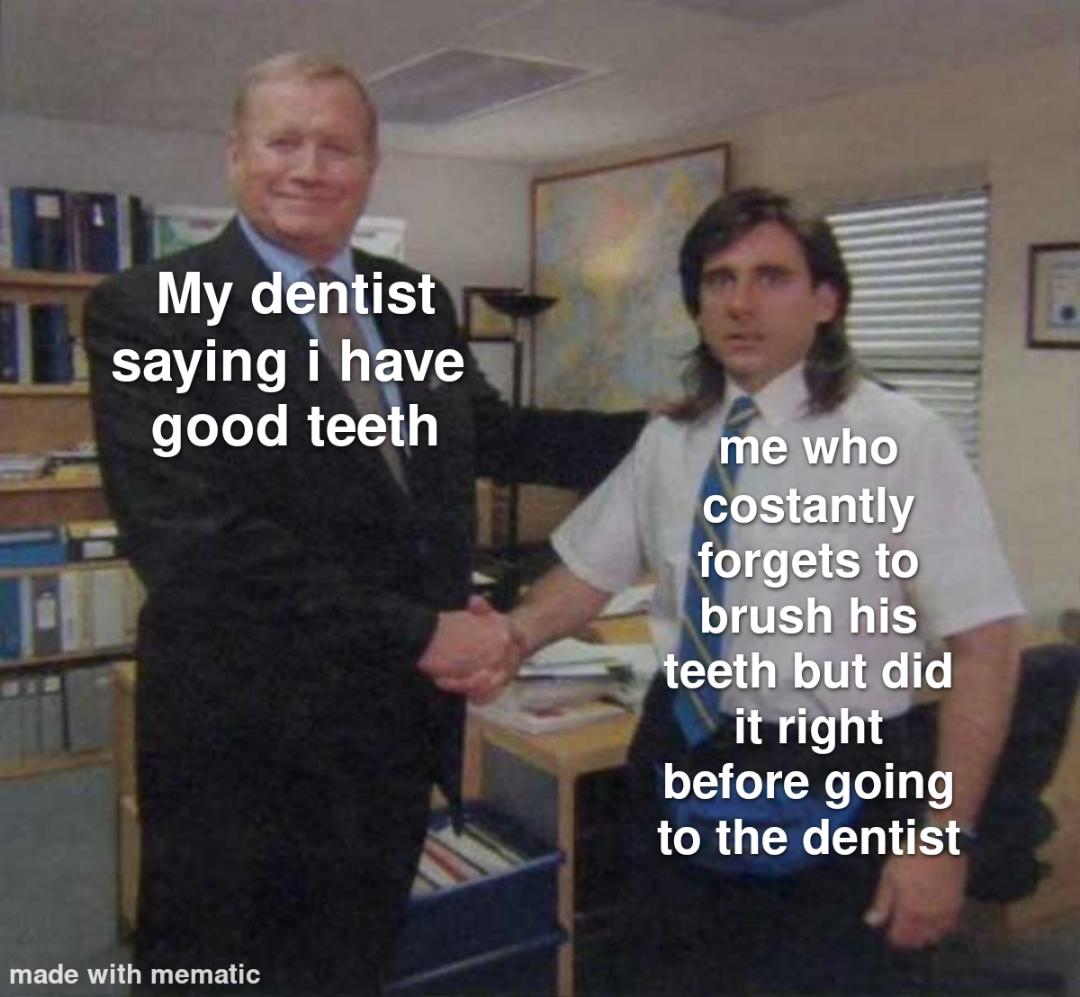 My dentist
saying i have
good teeth
me who
costantly
forgets to
brush his
teeth but did
it right
before going
to the dentist
made with mematic